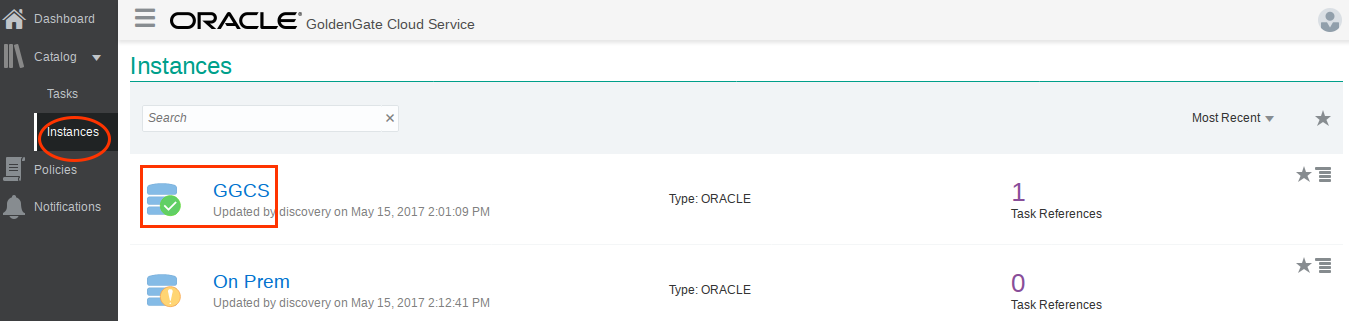 Dashboard
Catalog
Tasks
Instances
Policies
Notifications
ORACLE® GoldenGate Cloud Service
Instances
Search
Most Recent
GGCS
Updated by discovery on May 15, 2017 2:01:09 PM
Type: ORACLE
1
Task References
On Prem
Updated by discovery on May 15, 2017 2:12:41 PM
Type: ORACLE
0
Task References